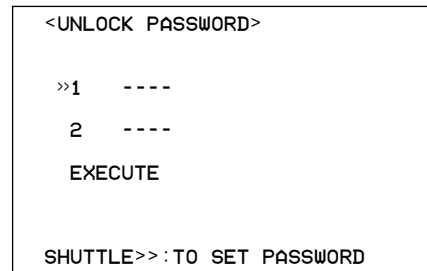 <UNLOCK PASSWORD>
»1 ----
2 ----
EXECUTE
SHUTTLE>>:TO SET PASSWORD